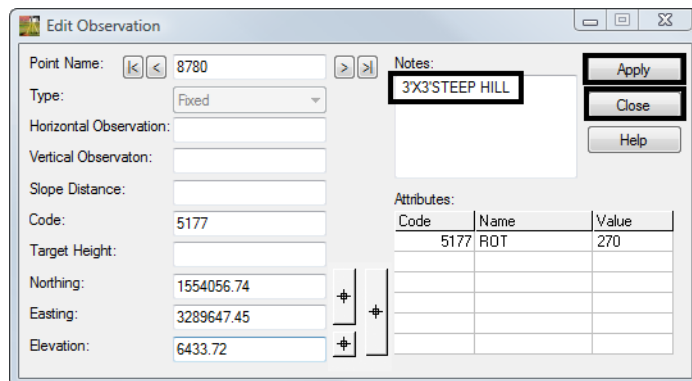 Edit Observation
Point Name: |< < 8780 > >|
Type: Fixed
Horizontal Observation:
Vertical Observaton:
Slope Distance:
Code: 5177
Target Height:
Northing: 1554056.74
Easting: 3289647.45
Elevation: 6433.72
Notes:
3'X3'STEEP HILL
Apply
Close
Help
Attributes:
Code Name Value
5177 ROT 270